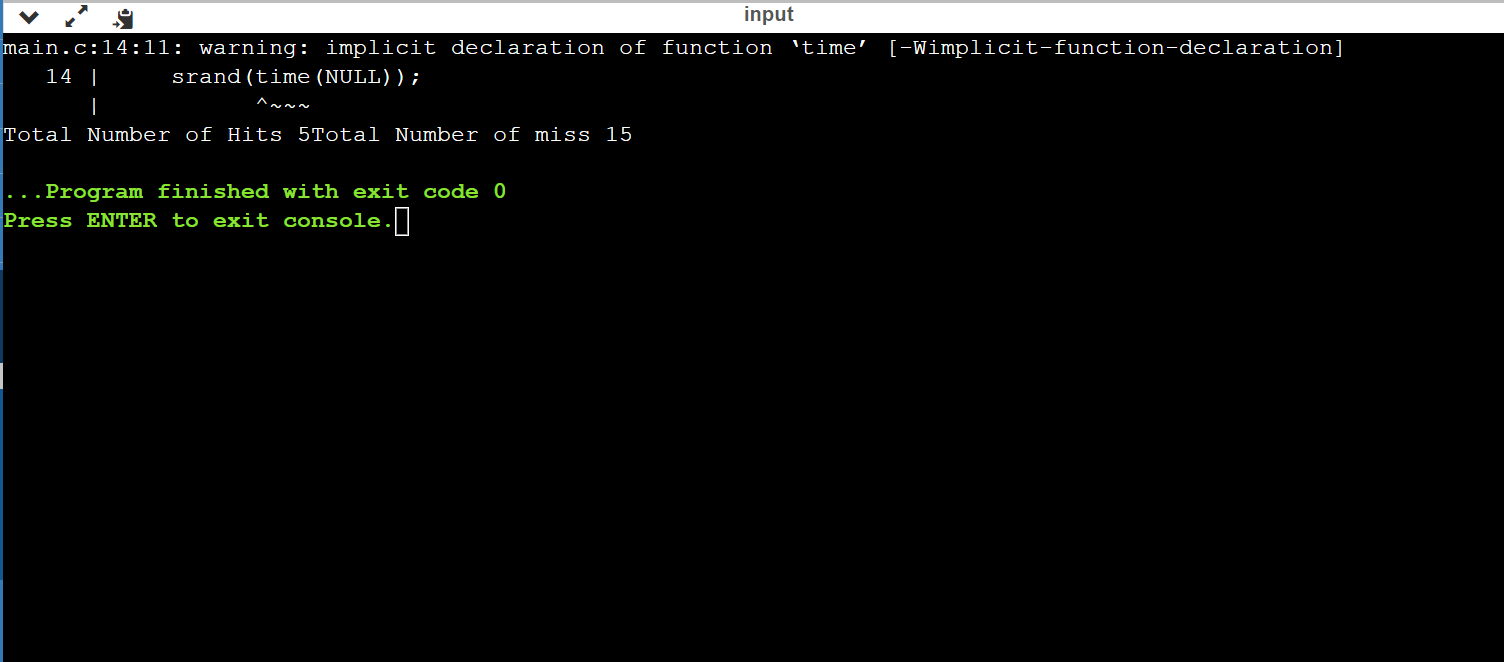 input
main.c:14:11: warning: implicit declaration of function ‘time’ [-Wimplicit-function-declaration]
   14 |     srand(time(NULL));
      |           ^~~~
Total Number of Hits 5Total Number of miss 15
...Program finished with exit code 0
Press ENTER to exit console.